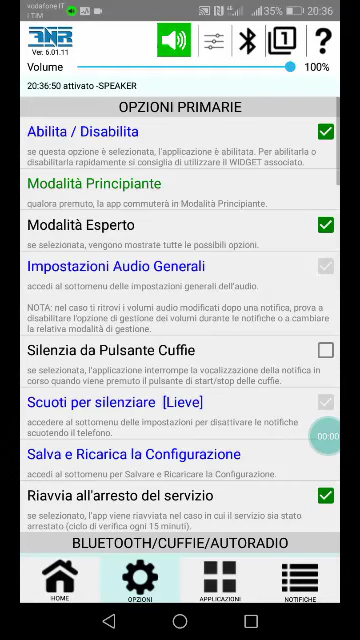 vodafone IT
| TIM
35% 20:36
BNR
Ver. 6.01.11
1
?
Volume 100%
20:36:50 attivato -SPEAKER
OPZIONI PRIMARIE
Abilita / Disabilita
se questa opzione è selezionata, l'applicazione è abilitata. Per abilitarla o
disabilitarla rapidamente si consiglia di utilizzare il WIDGET associato.
Modalità Principiante
qualora premuto, la app commuterà in Modalità Principiante.
Modalità Esperto
se selezionata, vengono mostrate tutte le possibili opzioni.
Impostazioni Audio Generali
accedi al sottomenu delle impostazioni generali dell'audio.
NOTA: nel caso ti ritrovi i volumi audio modificati dopo una notifica, prova a
disabilitare l'opzione di gestione dei volumi durante le notifiche o a cambiare
la relativa modalità di gestione.
Silenzia da Pulsante Cuffie
se selezionata, l'applicazione interrompe la vocalizzazione della notifica in
corso quando viene premuto il pulsante di start/stop delle cuffie.
Scuoti per silenziare [Lieve]
accedere al sottomenu delle impostazioni per disattivare le notifiche
scuotendo il telefono.
00:00
Salva e Ricarica la Configurazione
accedi al sottomenu per Salvare e Ricaricare la Configurazione.
Riavvia all'arresto del servizio
se selezionato, l'app viene riavviata nel caso in cui il servizio sia stato
arrestato (ciclo di verifica ogni 15 minuti).
BLUETOOTH/CUFFIE/AUTORADIO
HOME OPZIONI APPLICAZIONI NOTIFICHE